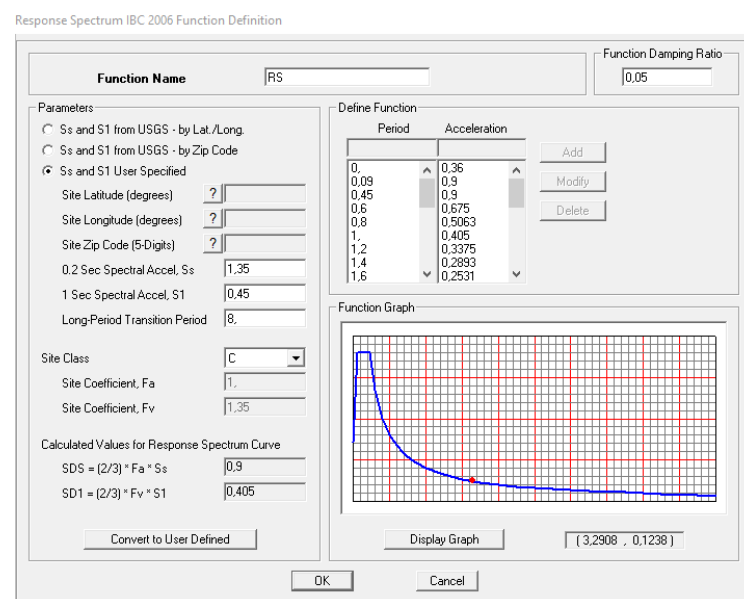 Response Spectrum IBC 2006 Function Definition
Function Name
RS
Function Damping Ratio
0,05
Parameters
Ss and S1 from USGS - by Lat./Long.
Ss and S1 from USGS - by Zip Code
Ss and S1 User Specified
Site Latitude (degrees) ?
Site Longitude (degrees) ?
Site Zip Code (5-Digits) ?
0.2 Sec Spectral Accel, Ss 1,35
1 Sec Spectral Accel, S1 0,45
Long-Period Transition Period 8,
Site Class C
Site Coefficient, Fa 1,
Site Coefficient, Fv 1,35
Calculated Values for Response Spectrum Curve
SDS = (2/3) * Fa * Ss 0,9
SD1 = (2/3) * Fv * S1 0,405
Convert to User Defined
Define Function
Period Acceleration
0, 0,36
0,09 0,9
0,45 0,9
0,6 0,675
0,8 0,5063
1, 0,405
1,2 0,3375
1,4 0,2893
1,6 0,2531
Add
Modify
Delete
Function Graph
Display Graph
(3,2908 , 0,1238)
OK
Cancel